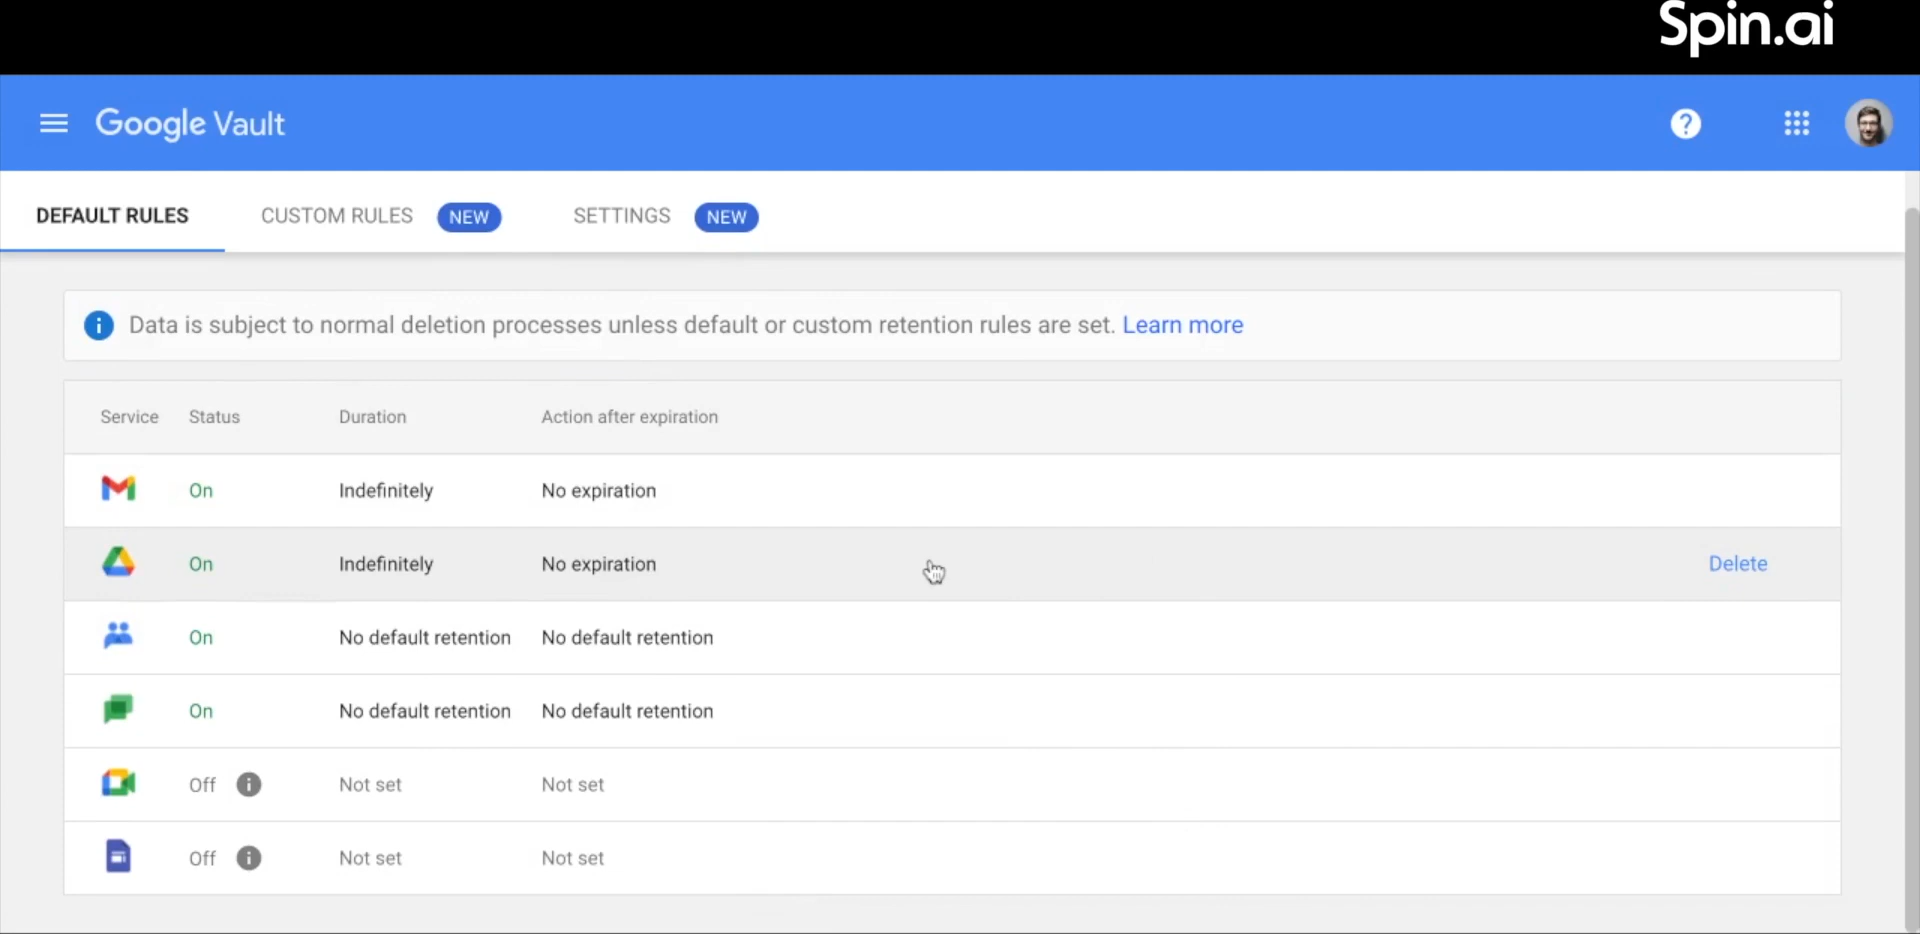 Spin.ai
Google Vault
?
DEFAULT RULES CUSTOM RULES NEW SETTINGS NEW
i Data is subject to normal deletion processes unless default or custom retention rules are set. Learn more
Service Status Duration Action after expiration
On Indefinitely No expiration
On Indefinitely No expiration Delete
On No default retention No default retention
On No default retention No default retention
Off i Not set Not set
Off i Not set Not set